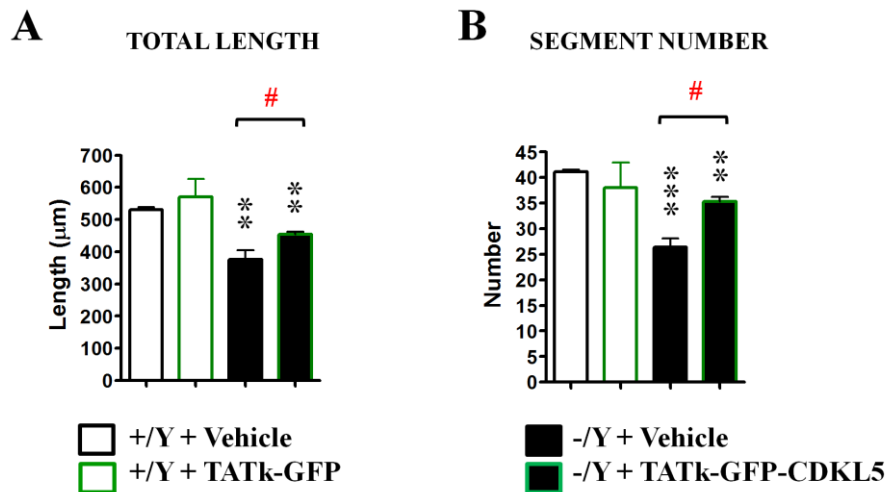 A
TOTAL LENGTH
#
Length (μm)
700
600
500
400
300
200
100
0
**
**
B
SEGMENT NUMBER
#
Number
45
40
35
30
25
20
15
10
5
0
***
**
+/Y + Vehicle
+/Y + TATk-GFP
-/Y + Vehicle
-/Y + TATk-GFP-CDKL5